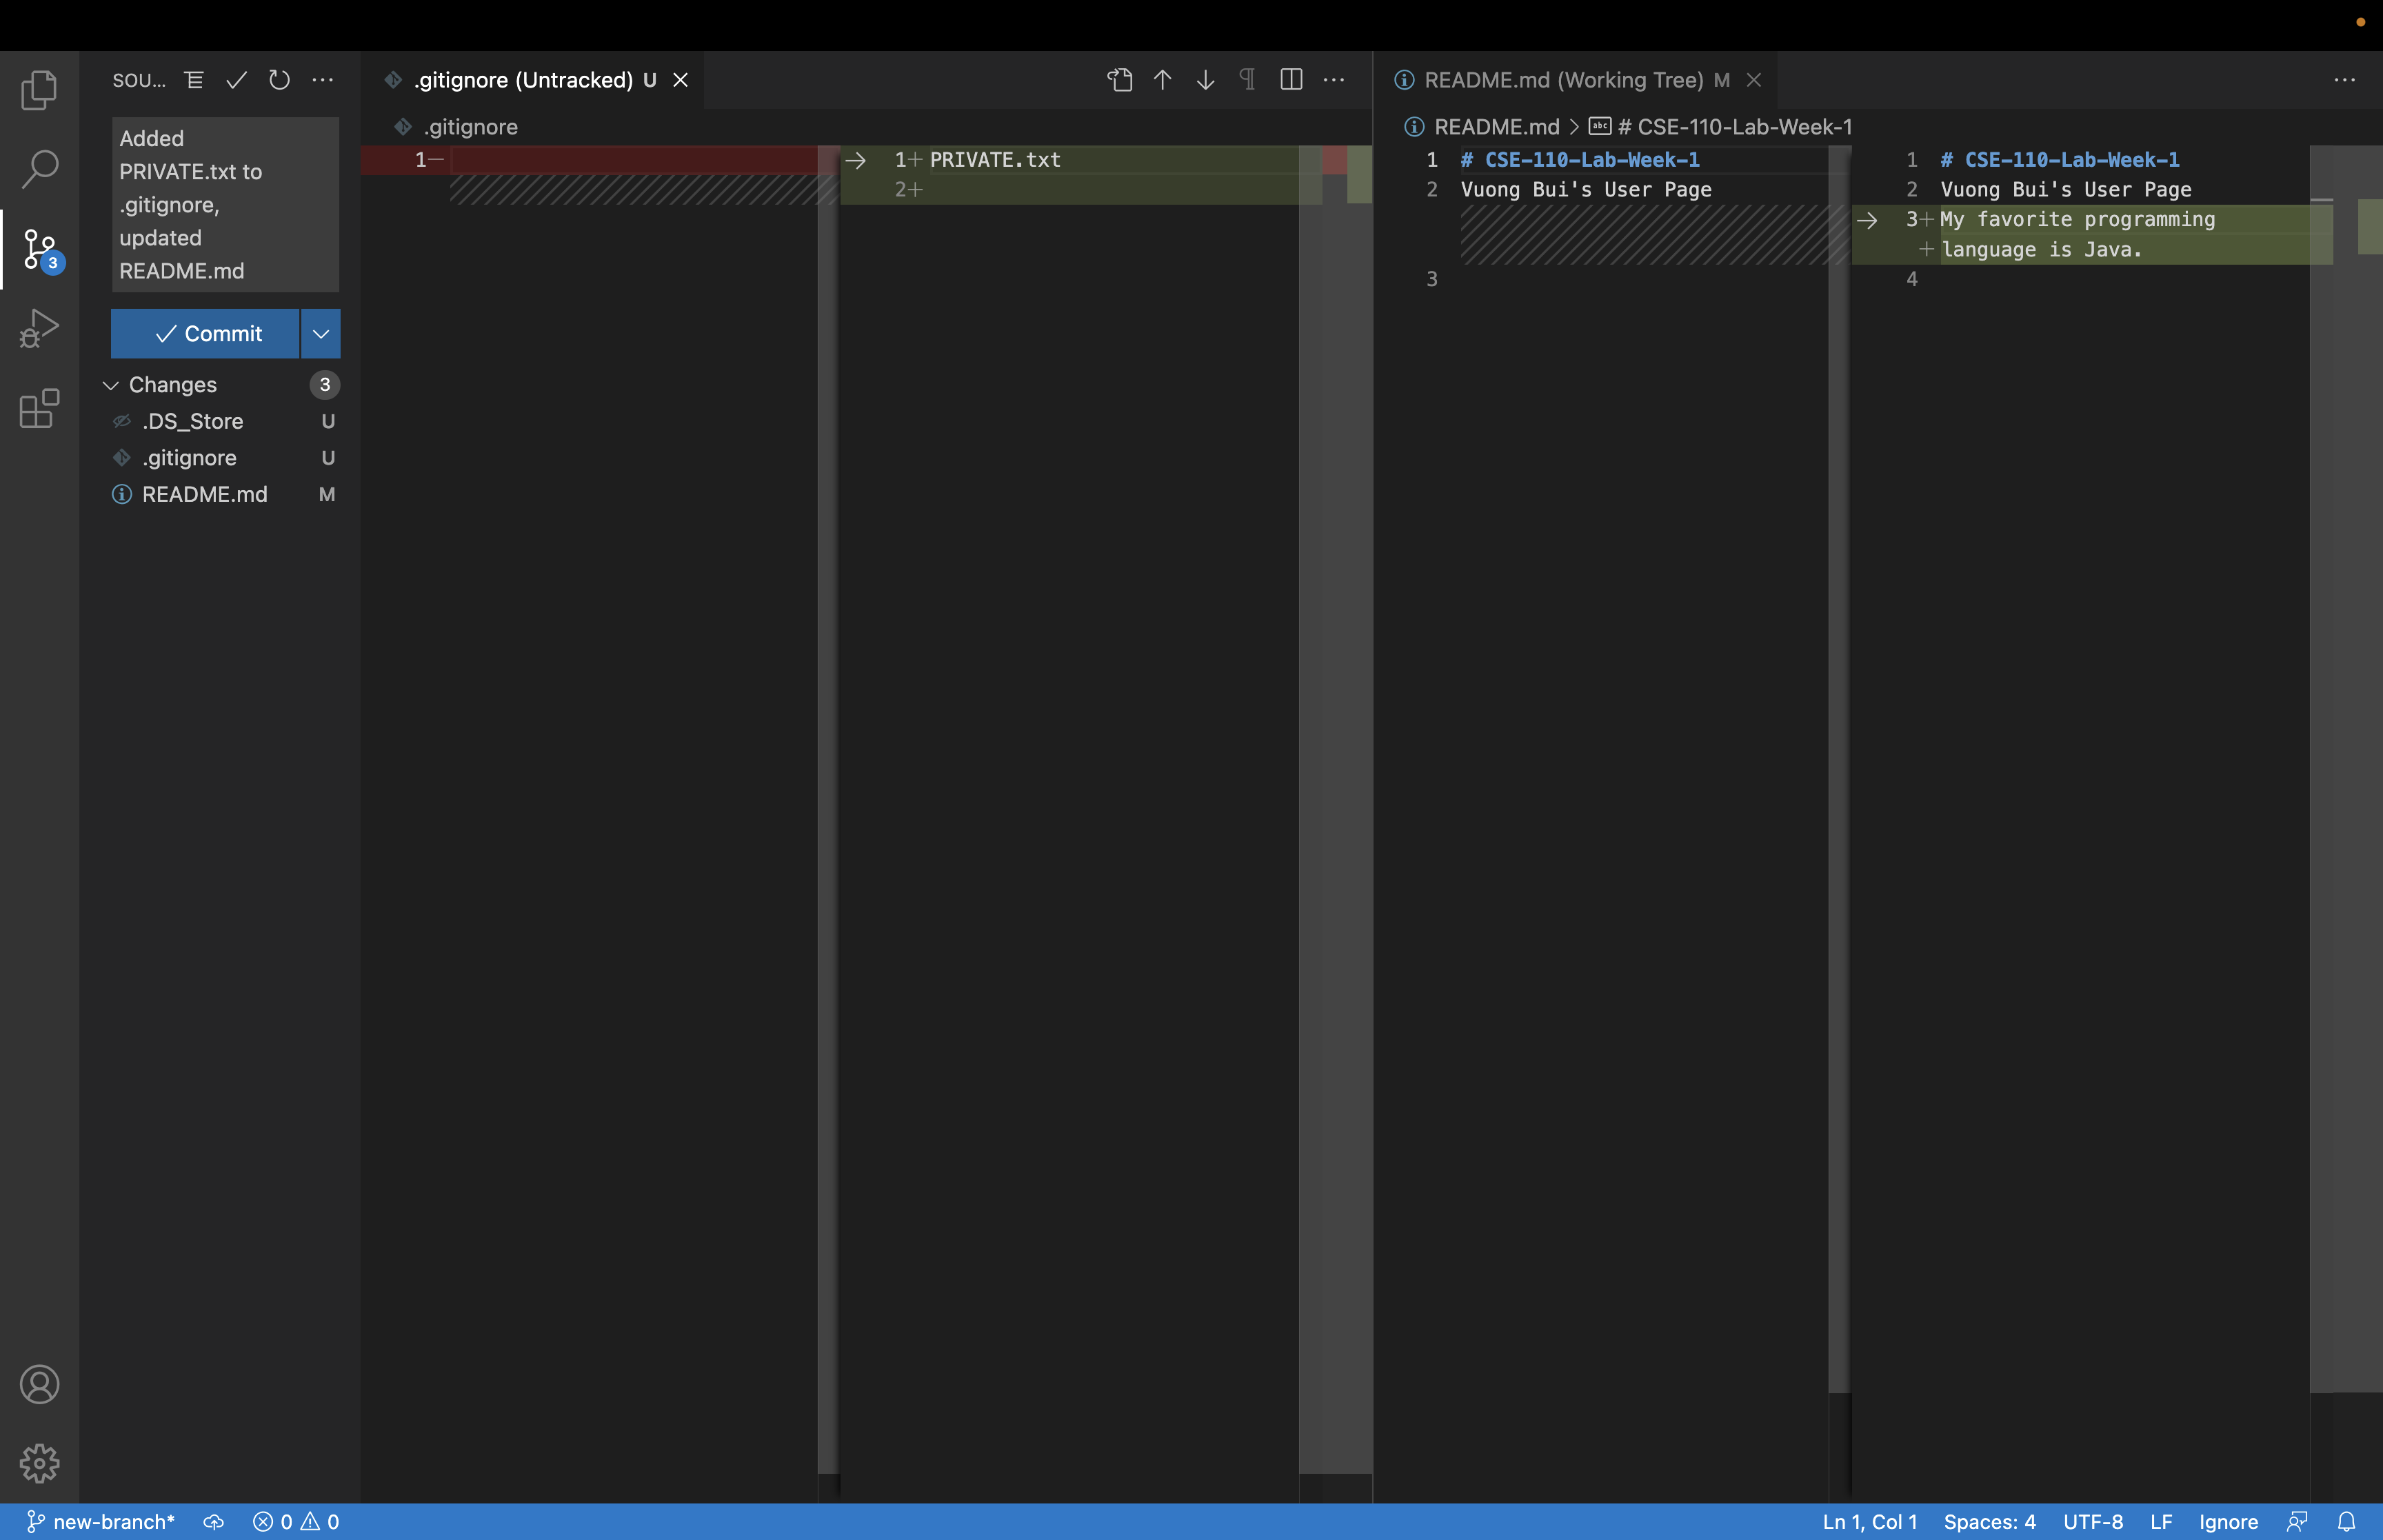 SOU...
Added
PRIVATE.txt to
.gitignore,
updated
README.md
Commit
Changes 3
.DS_Store U
.gitignore U
README.md M
3
.gitignore (Untracked) U
.gitignore
1
1 PRIVATE.txt
2
README.md (Working Tree) M
README.md > abc # CSE-110-Lab-Week-1
1 # CSE-110-Lab-Week-1
2 Vuong Bui's User Page
3
1 # CSE-110-Lab-Week-1
2 Vuong Bui's User Page
3+ My favorite programming
+ language is Java.
4
new-branch* 0 0
Ln 1, Col 1 Spaces: 4 UTF-8 LF Ignore